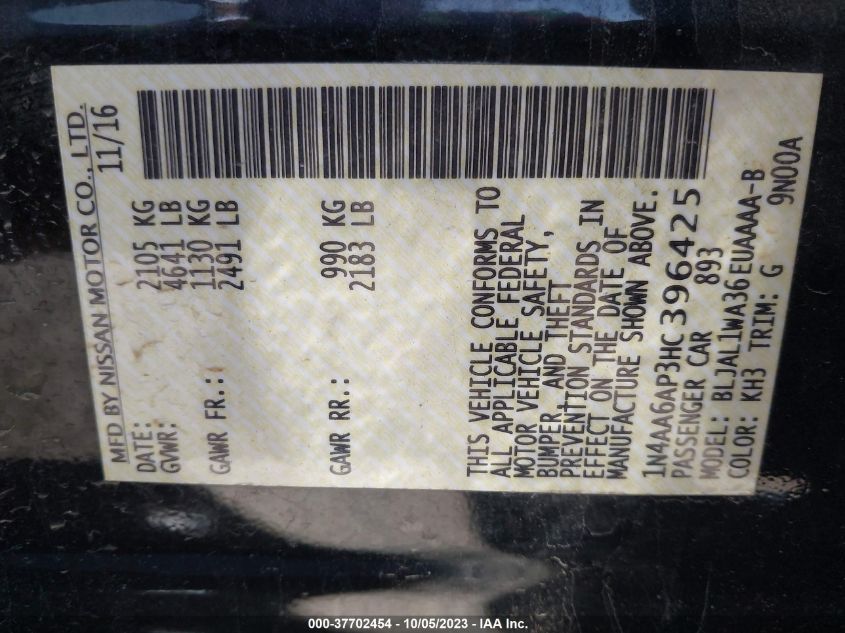 MFD BY NISSAN MOTOR CO., LTD.
DATE: 11/16
GVWR: 2105 KG
4641 LB
GAWR FR.: 1130 KG
2491 LB
GAWR RR.: 990 KG
2183 LB
THIS VEHICLE CONFORMS TO
ALL APPLICABLE FEDERAL
MOTOR VEHICLE SAFETY,
BUMPER, AND THEFT
PREVENTION STANDARDS IN
EFFECT ON THE DATE OF
MANUFACTURE SHOWN ABOVE.
1N4AA6AP3HC396425
PASSENGER CAR 893
MODEL: BLJAL1WA36EUAAAA-B
COLOR: KH3 TRIM: G 9N00A
000-37702454 - 10/05/2023 - IAA Inc.